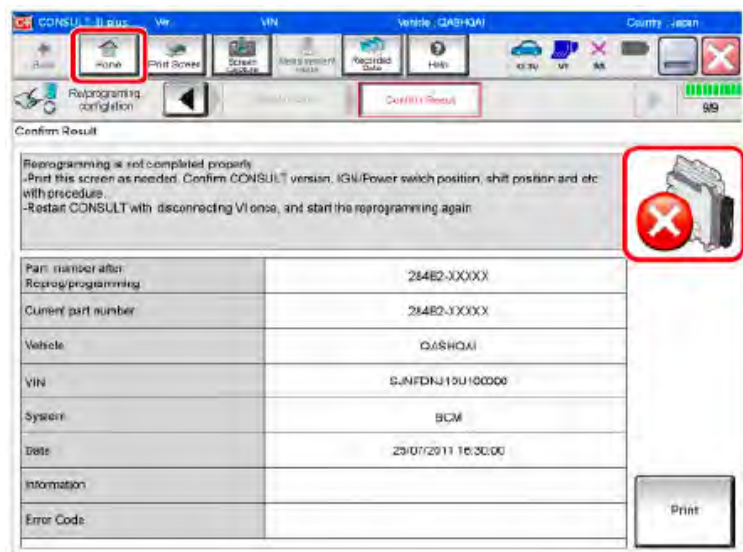 CONSULT-III plus Ver. VIN Vehicle : QASHQAI Country : Japan
Back Home Print Screen Screen Capture Measurement Mode Recorded Data Help VI
Confirm Result 9/9
Confirm Result
Reprogramming is not completed properly
-Print this screen as needed. Confirm CONSULT version, IGN/Power switch position, shift position and etc
with procedure.
-Restart CONSULT with disconnecting VI once, and start the reprogramming again
Part number after
Reprog/programming
284B2-XXXXX
Current part number 284B2-XXXXX
Vehicle QASHQAI
VIN
System BCM
Date 25/07/2011 16:30:00
Information
Error Code
Print